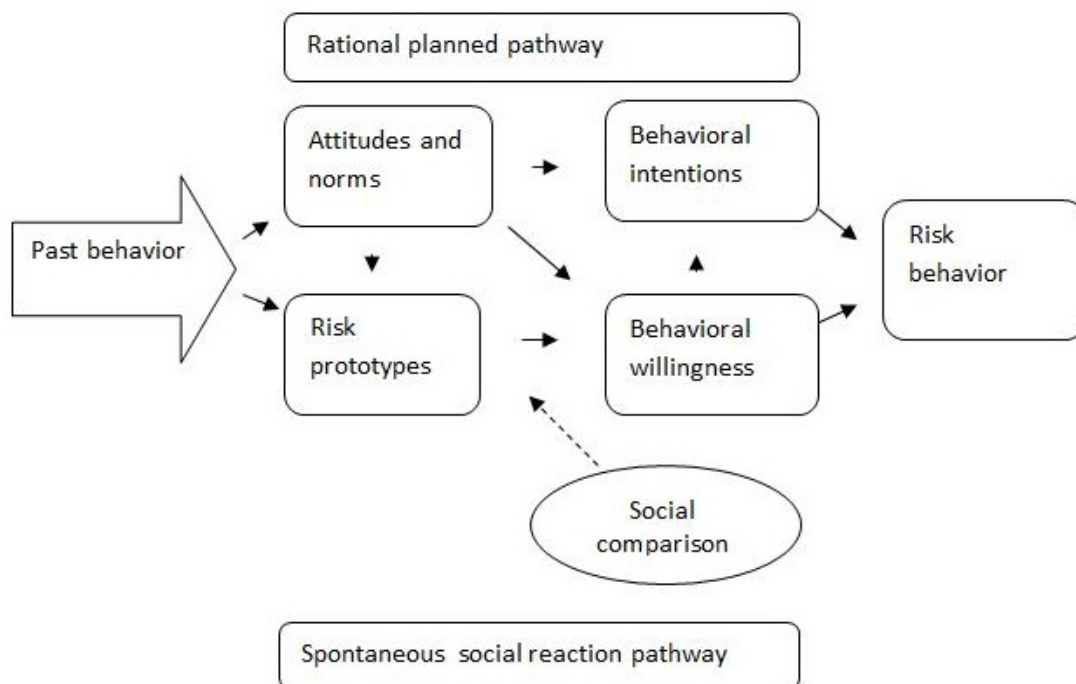 Rational planned pathway
Attitudes and
norms
Behavioral
intentions
Past behavior
Risk
behavior
Risk
prototypes
Behavioral
willingness
Social
comparison
Spontaneous social reaction pathway